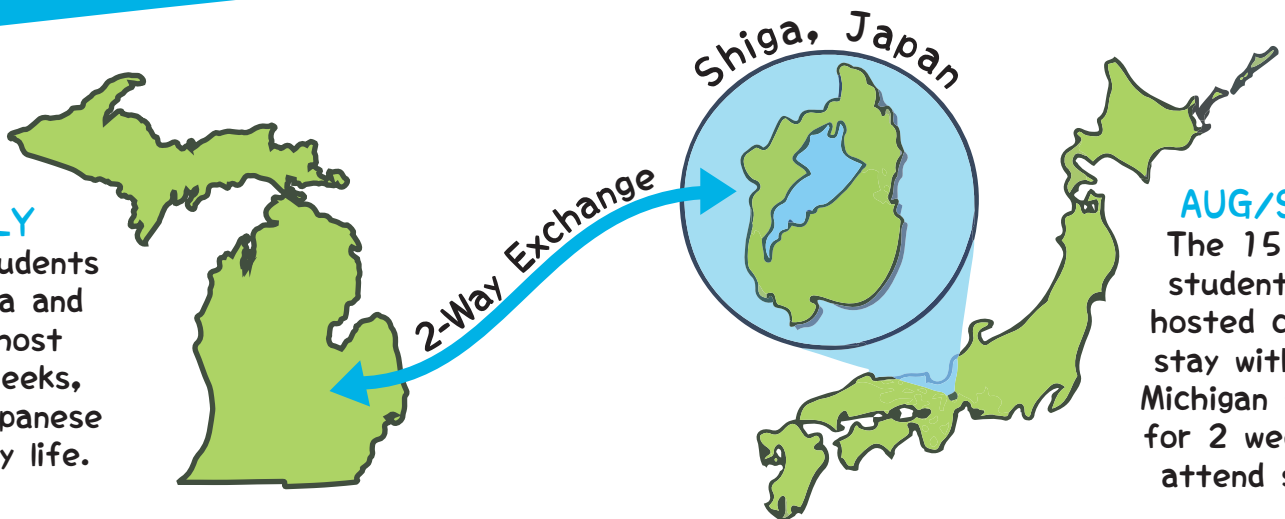 LY
udents
a and
host
eeks,
panese
y life.
2-Way Exchange
Shiga, Japan
AUG/S
The 15
student
hosted c
stay with
Michigan
for 2 wee
attend s